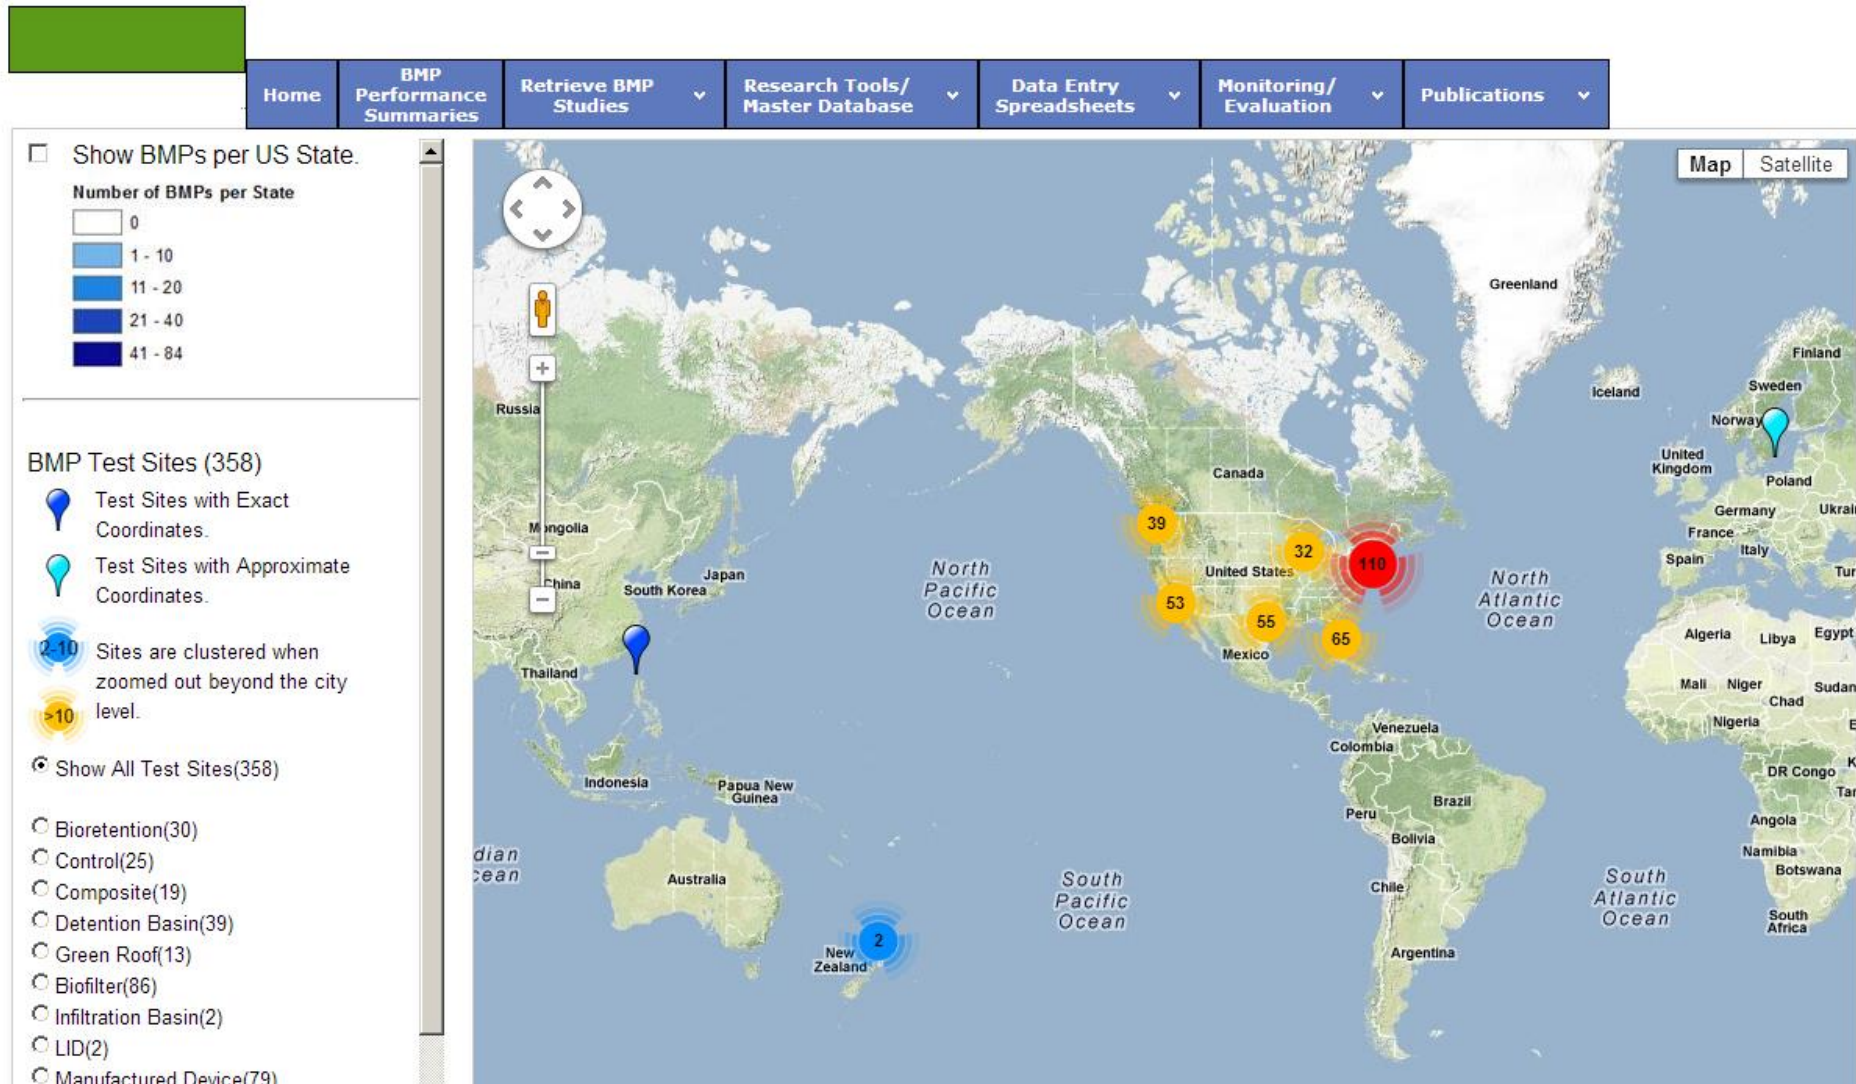 Home
BMP
Performance
Summaries
Retrieve BMP
Studies
Research Tools/
Master Database
Data Entry
Spreadsheets
Monitoring/
Evaluation
Publications
Show BMPs per US State.
Number of BMPs per State
0
1 - 10
11 - 20
21 - 40
41 - 84
BMP Test Sites (358)
Test Sites with Exact
Coordinates.
Test Sites with Approximate
Coordinates.
2-10
Sites are clustered when
zoomed out beyond the city
level.
>10
Show All Test Sites(358)
Bioretention(30)
Control(25)
Composite(19)
Detention Basin(39)
Green Roof(13)
Biofilter(86)
Infiltration Basin(2)
LID(2)
Manufactured Device(79)
Map
Satellite
Greenland
Finland
Iceland
Sweden
Russia
Norway
United
Kingdom
Canada
Poland
Germany
Ukrai
Mongolia
39
France
32
110
Italy
Spain
China
South Korea
Japan
North
Pacific
Ocean
United States
North
Atlantic
Ocean
Tur
53
55
65
Algeria
Libya
Egypt
Mexico
Thailand
Mali
Niger
Chad
Sudan
Venezuela
Nigeria
E
Colombia
Indonesia
Papua New
Guinea
DR Congo
K
Tar
Brazil
Peru
Angola
Bolivia
Namibia
Botswana
dian
cean
Australia
South
Pacific
Ocean
Chile
South
Atlantic
Ocean
South
Africa
2
New
Zealand
Argentina